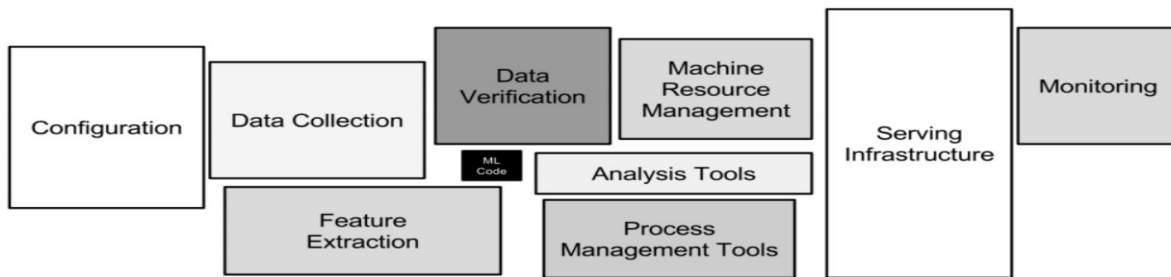 Configuration
Data Collection
Feature
Extraction
Data
Verification
ML
Code
Machine
Resource
Management
Analysis Tools
Process
Management Tools
Serving
Infrastructure
Monitoring